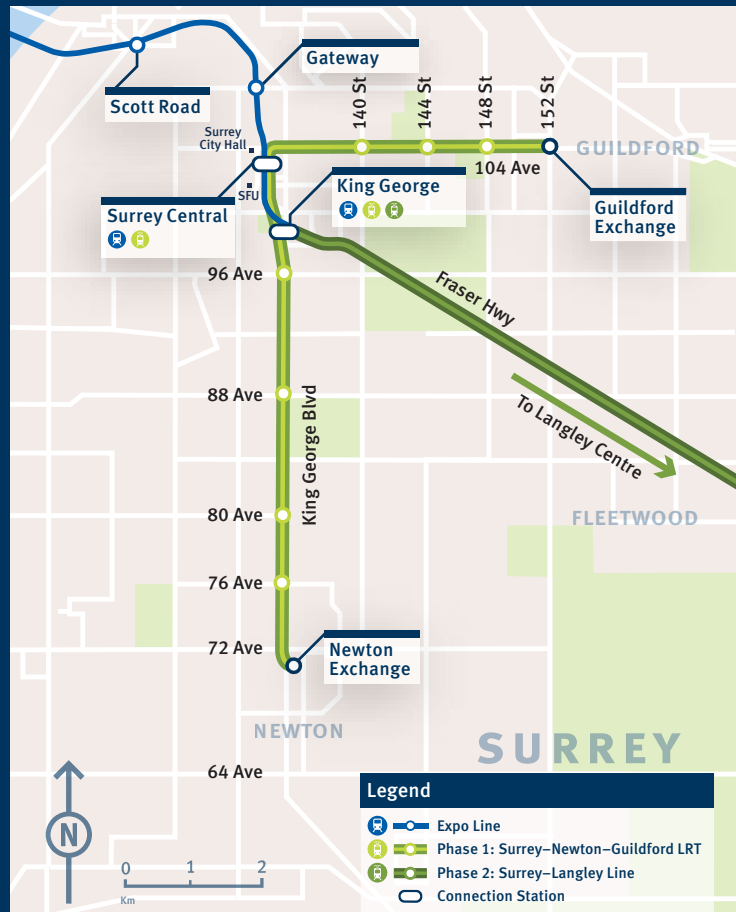 Gateway
Scott Road
140 St
144 St
148 St
152 St
Surrey
City Hall
GUILDFORD
104 Ave
SFU
King George
Surrey Central
Guildford
Exchange
96 Ave
Fraser Hwy
88 Ave
King George Blvd
To Langley Centre
80 Ave
FLEETWOOD
76 Ave
72 Ave
Newton
Exchange
NEWTON
SURREY
64 Ave
Legend
Expo Line
Phase 1: Surrey–Newton–Guildford LRT
Phase 2: Surrey–Langley Line
Connection Station
N
0 1 2
Km